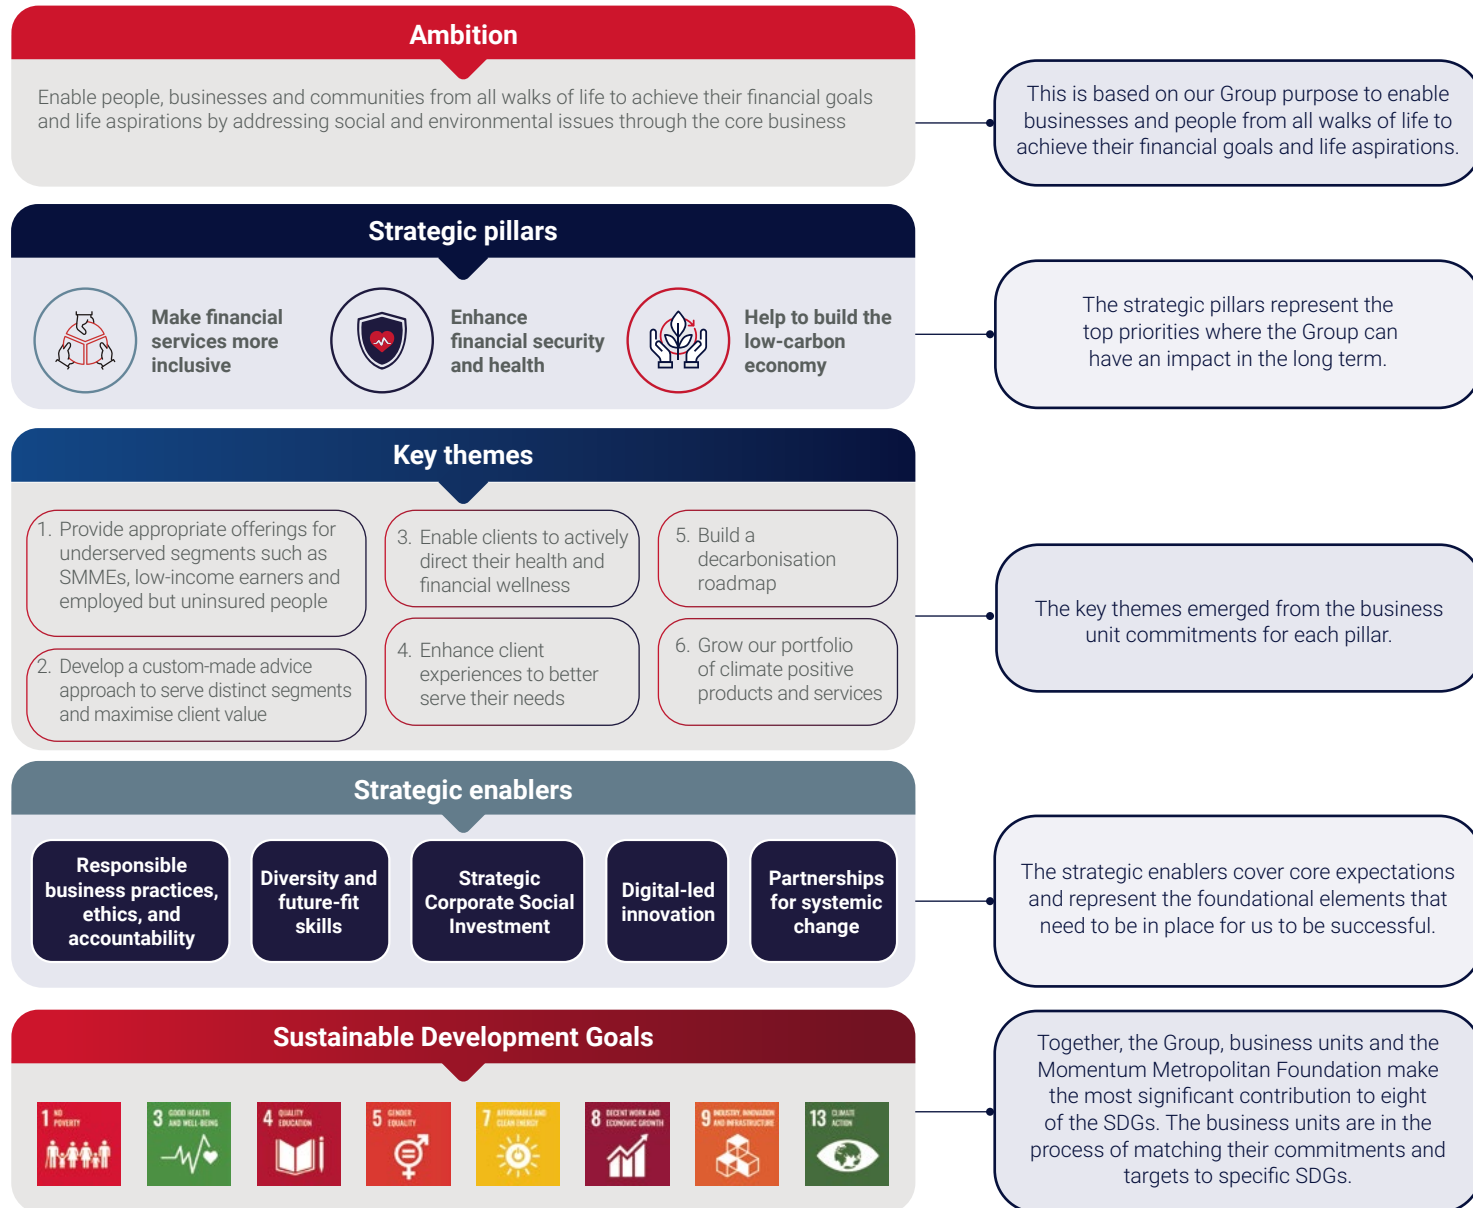 Ambition
Enable people, businesses and communities from all walks of life to achieve their financial goals
and life aspirations by addressing social and environmental issues through the core business
This is based on our Group purpose to enable
businesses and people from all walks of life to
achieve their financial goals and life aspirations.
Strategic pillars
Make financial
services more
inclusive
Enhance
financial security
and health
Help to build the
low-carbon
economy
The strategic pillars represent the
top priorities where the Group can
have an impact in the long term.
Key themes
1. Provide appropriate offerings for
underserved segments such as
SMMEs, low-income earners and
employed but uninsured people
2. Develop a custom-made advice
approach to serve distinct segments
and maximise client value
3. Enable clients to actively
direct their health and
financial wellness
4. Enhance client
experiences to better
serve their needs
5. Build a
decarbonisation
roadmap
6. Grow our portfolio
of climate positive
products and services
The key themes emerged from the business
unit commitments for each pillar.
Strategic enablers
Responsible
business practices,
ethics, and
accountability
Diversity and
future-fit
skills
Strategic
Corporate Social
Investment
Digital-led
innovation
Partnerships
for systemic
change
The strategic enablers cover core expectations
and represent the foundational elements that
need to be in place for us to be successful.
Sustainable Development Goals
1 NO
POVERTY
3 GOOD HEALTH
AND WELL-BEING
4 QUALITY
EDUCATION
5 GENDER
EQUALITY
7 AFFORDABLE AND
CLEAN ENERGY
8 DECENT WORK AND
ECONOMIC GROWTH
9 INDUSTRY, INNOVATION
AND INFRASTRUCTURE
13 CLIMATE
ACTION
Together, the Group, business units and the
Momentum Metropolitan Foundation make
the most significant contribution to eight
of the SDGs. The business units are in the
process of matching their commitments and
targets to specific SDGs.